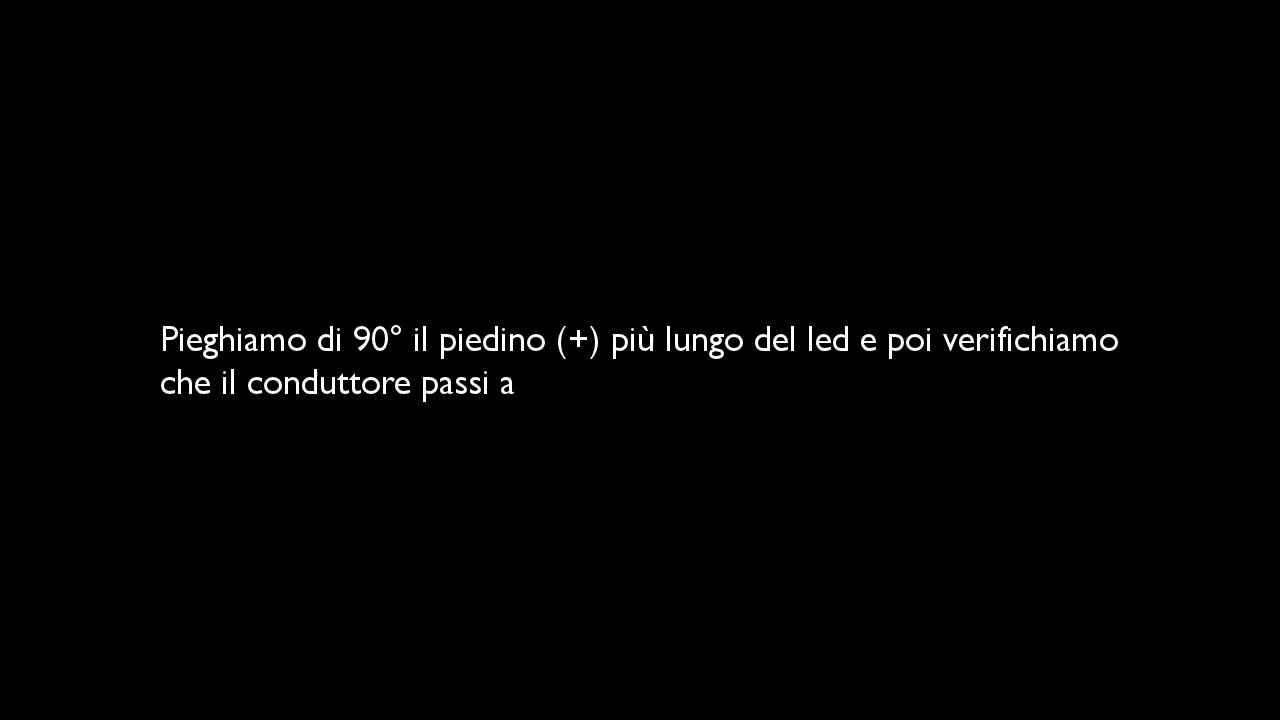 Pieghiamo di 90° il piedino (+) più lungo del led e poi verifichiamo
che il conduttore passi a